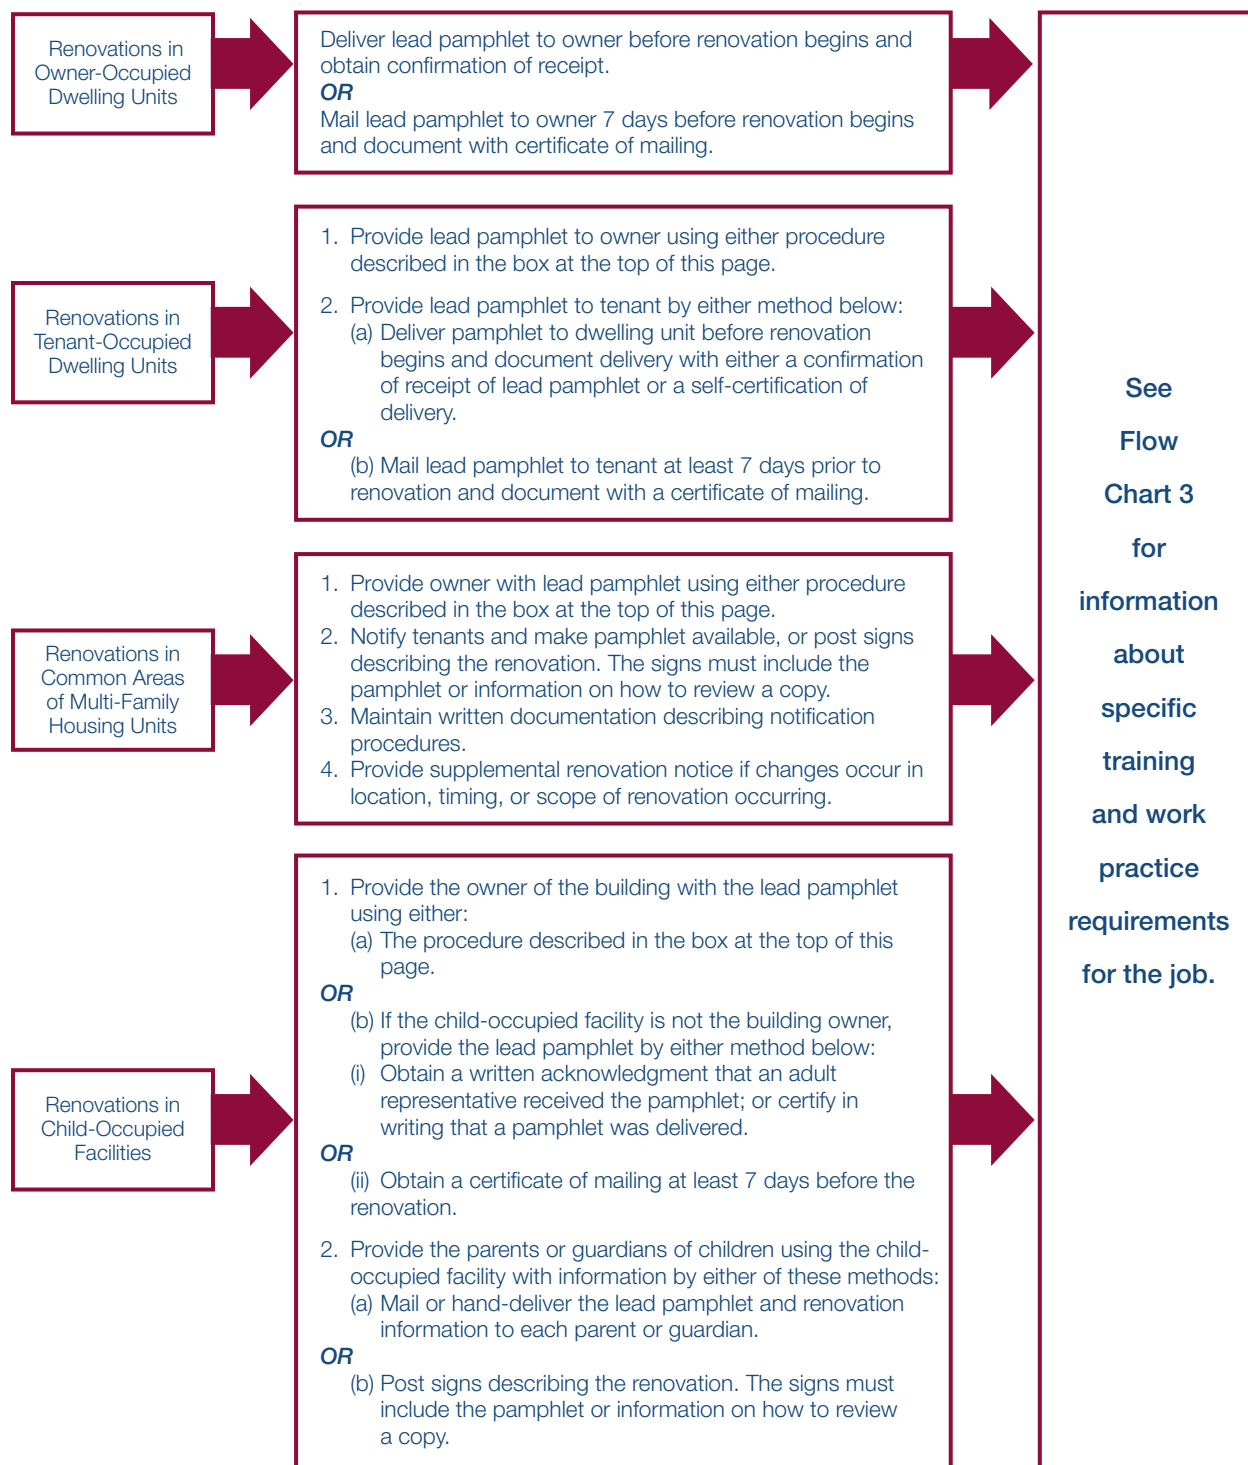 Renovations in
Owner-Occupied
Dwelling Units
Deliver lead pamphlet to owner before renovation begins and
obtain confirmation of receipt.
OR
Mail lead pamphlet to owner 7 days before renovation begins
and document with certificate of mailing.
Renovations in
Tenant-Occupied
Dwelling Units
1. Provide lead pamphlet to owner using either procedure
described in the box at the top of this page.
2. Provide lead pamphlet to tenant by either method below:
(a) Deliver pamphlet to dwelling unit before renovation
begins and document delivery with either a confirmation
of receipt of lead pamphlet or a self-certification of
delivery.
OR
(b) Mail lead pamphlet to tenant at least 7 days prior to
renovation and document with a certificate of mailing.
Renovations in
Common Areas
of Multi-Family
Housing Units
1. Provide owner with lead pamphlet using either procedure
described in the box at the top of this page.
2. Notify tenants and make pamphlet available, or post signs
describing the renovation. The signs must include the
pamphlet or information on how to review a copy.
3. Maintain written documentation describing notification
procedures.
4. Provide supplemental renovation notice if changes occur in
location, timing, or scope of renovation occurring.
Renovations in
Child-Occupied
Facilities
1. Provide the owner of the building with the lead pamphlet
using either:
(a) The procedure described in the box at the top of this
page.
OR
(b) If the child-occupied facility is not the building owner,
provide the lead pamphlet by either method below:
(i) Obtain a written acknowledgment that an adult
representative received the pamphlet; or certify in
writing that a pamphlet was delivered.
OR
(ii) Obtain a certificate of mailing at least 7 days before the
renovation.
2. Provide the parents or guardians of children using the child-
occupied facility with information by either of these methods:
(a) Mail or hand-deliver the lead pamphlet and renovation
information to each parent or guardian.
OR
(b) Post signs describing the renovation. The signs must
include the pamphlet or information on how to review
a copy.
See
Flow
Chart 3
for
information
about
specific
training
and work
practice
requirements
for the job.